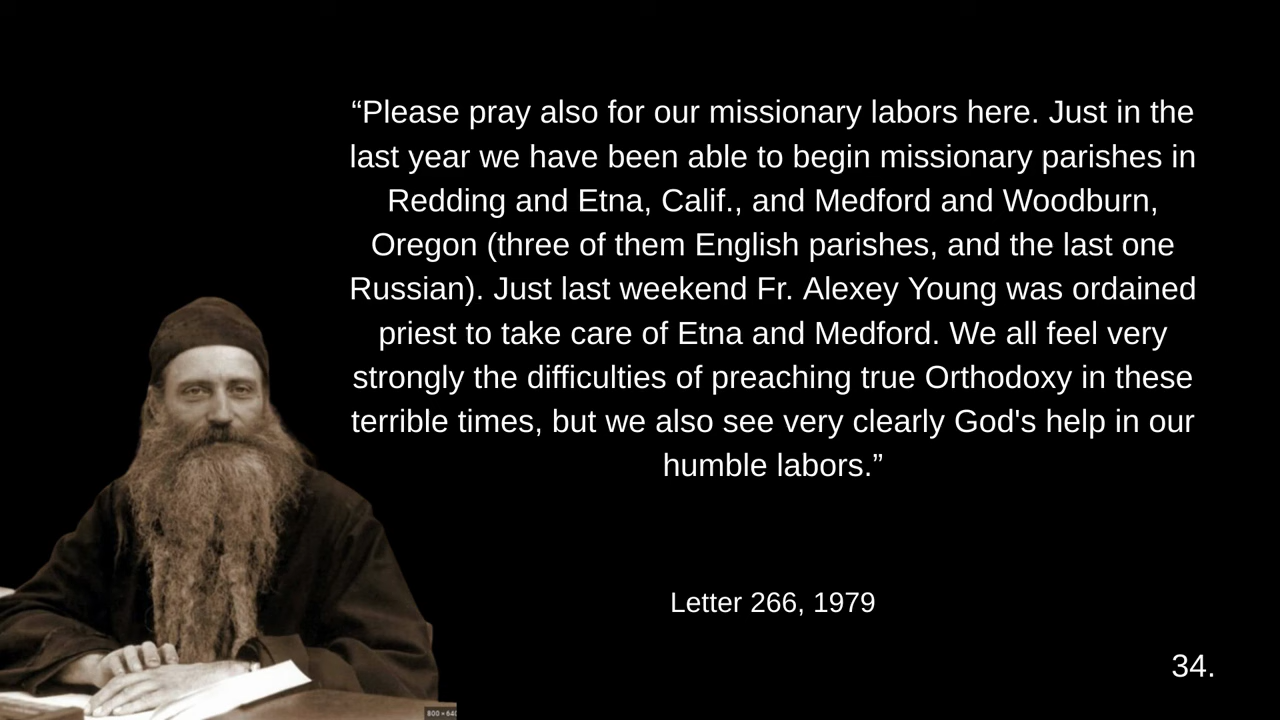 “Please pray also for our missionary labors here. Just in the
last year we have been able to begin missionary parishes in
Redding and Etna, Calif., and Medford and Woodburn,
Oregon (three of them English parishes, and the last one
Russian). Just last weekend Fr. Alexey Young was ordained
priest to take care of Etna and Medford. We all feel very
strongly the difficulties of preaching true Orthodoxy in these
terrible times, but we also see very clearly God's help in our
humble labors.”
Letter 266, 1979
34.
800 × 640